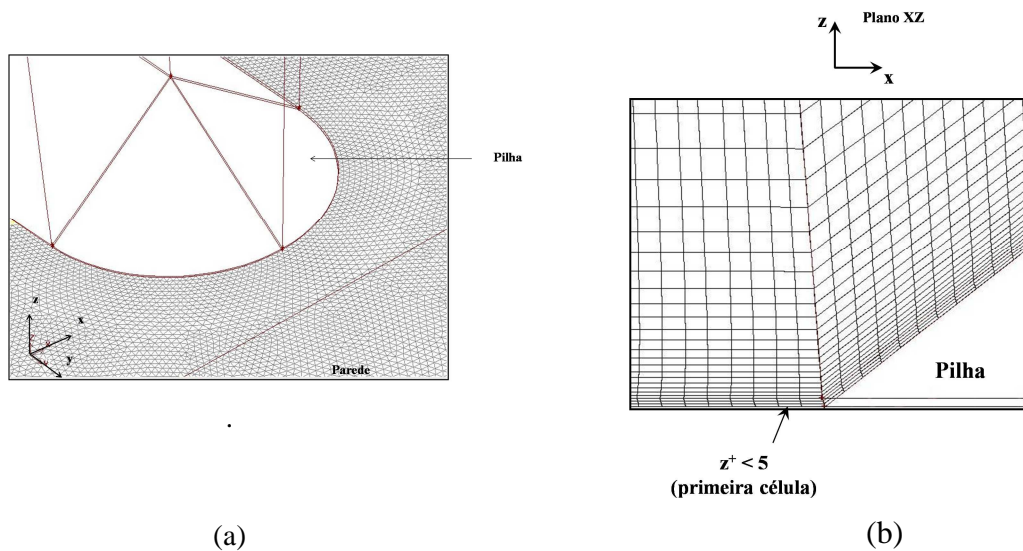 Pilha
z
x
y
Parede
.
(a)
Plano XZ
z
x
Pilha
z⁺ < 5
(primeira célula)
(b)